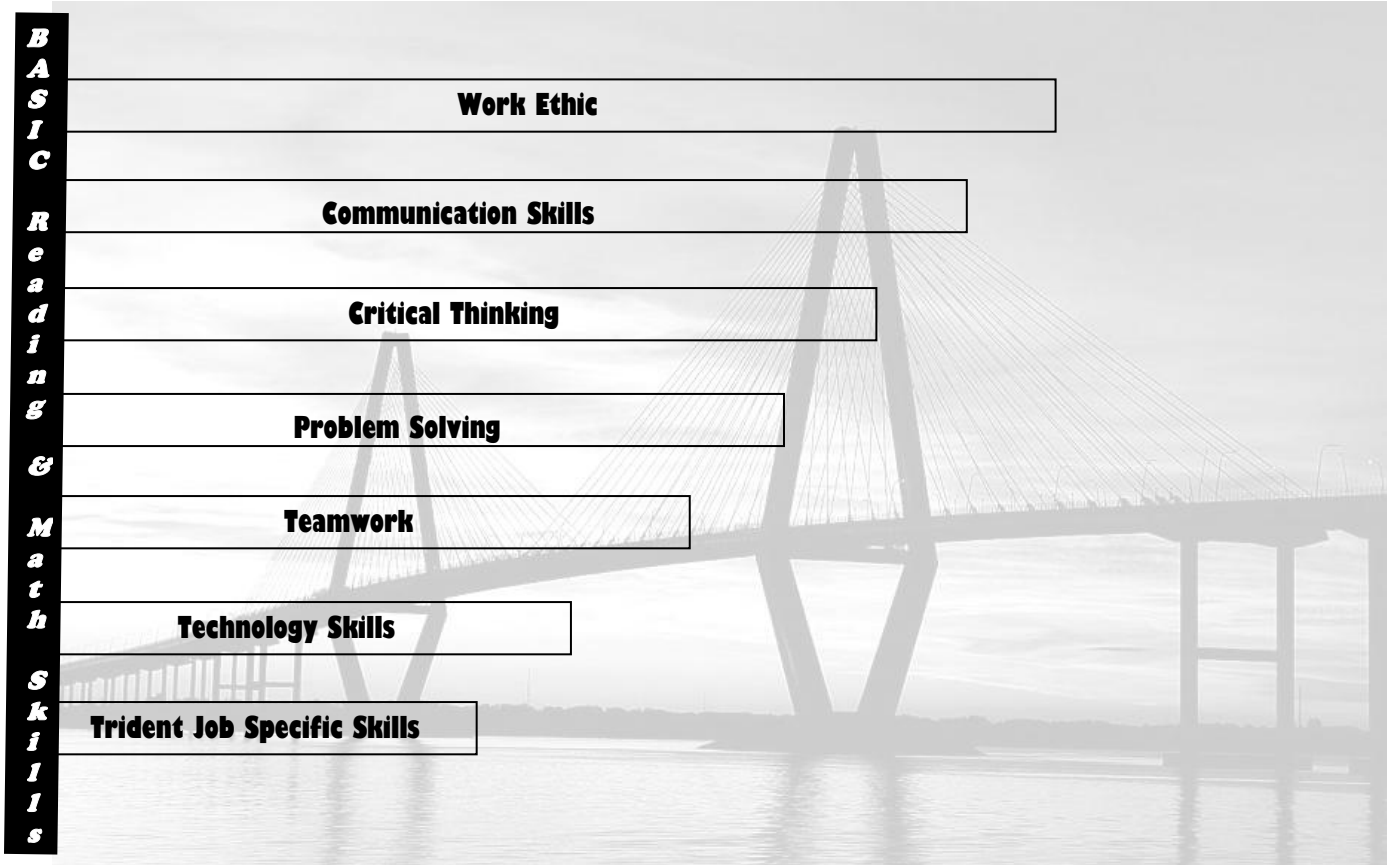 BASIC Reading & Math Skills
Work Ethic
Communication Skills
Critical Thinking
Problem Solving
Teamwork
Technology Skills
Trident Job Specific Skills